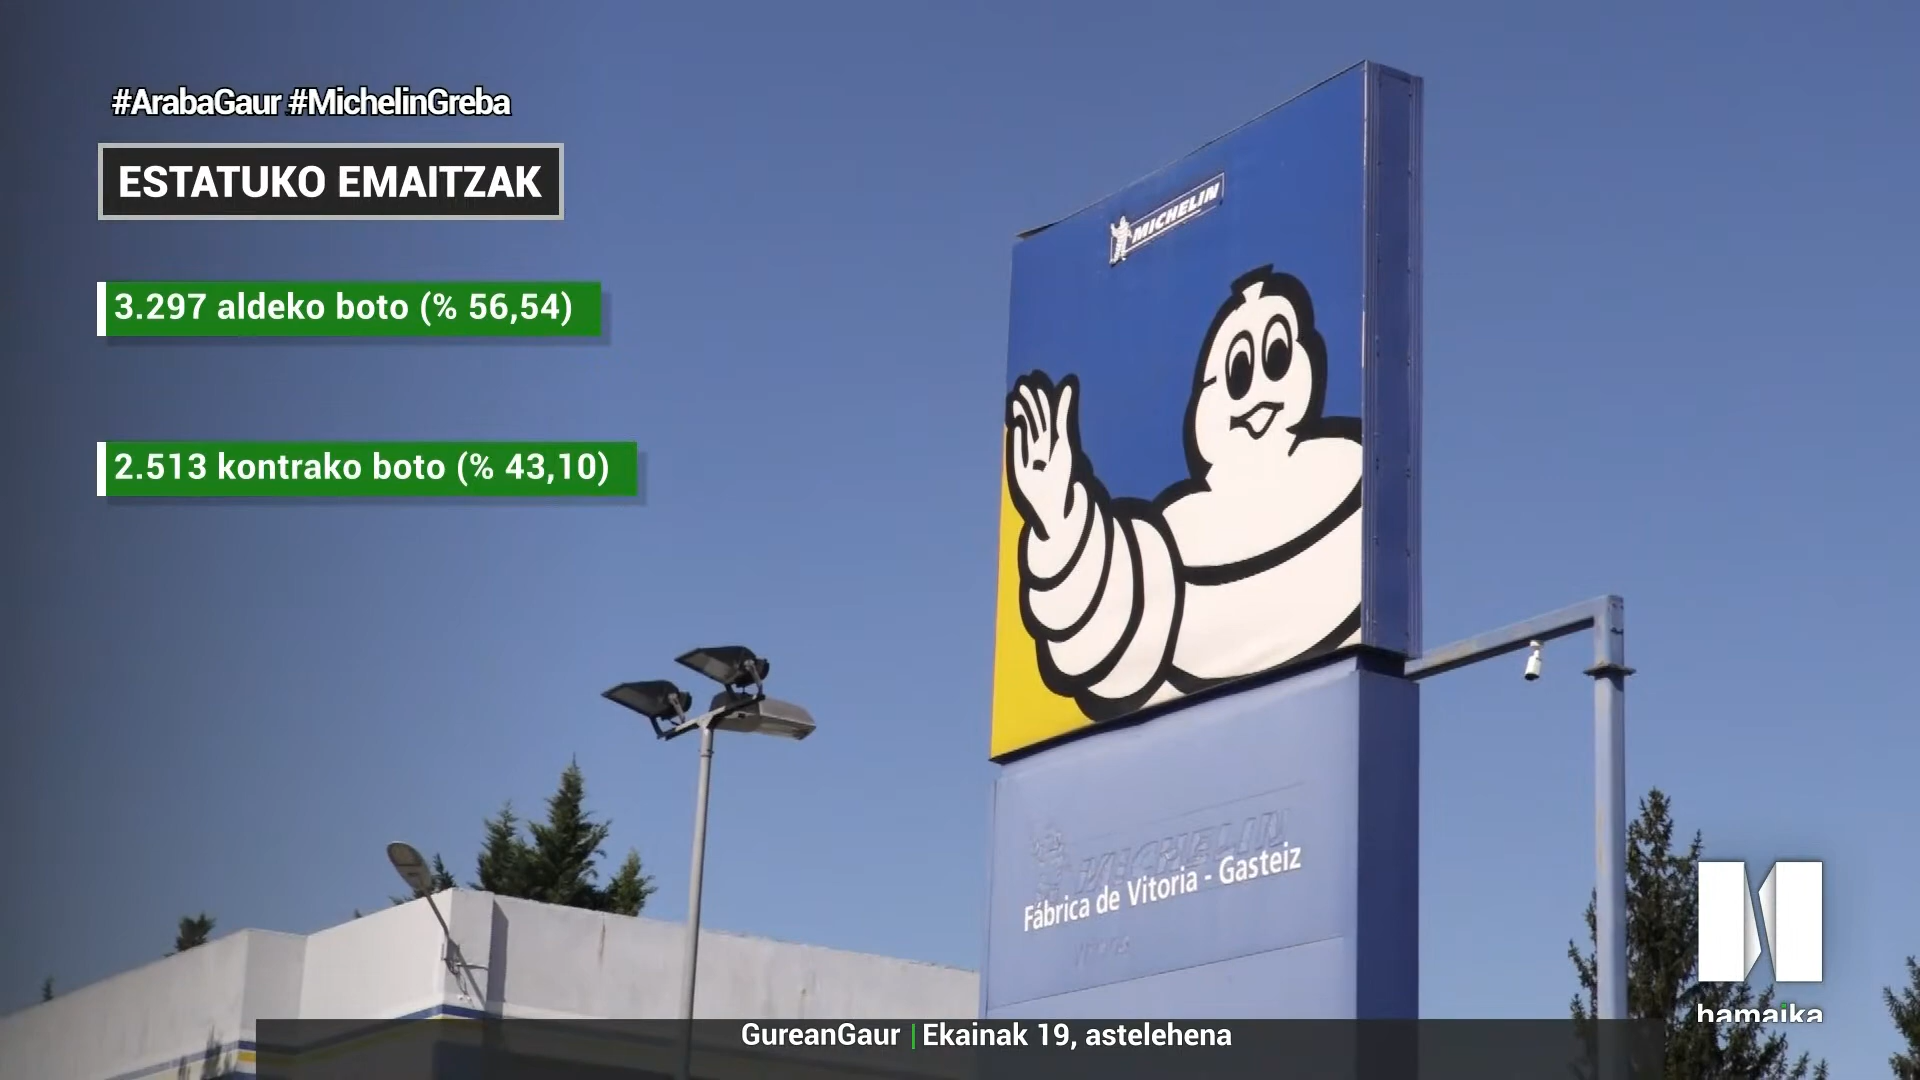 #ArabaGaur #MichelinGreba
ESTATUKO EMAITZAK
3.297 aldeko boto (% 56,54)
2.513 kontrako boto (% 43,10)
MICHELIN
MICHELIN
Fábrica de Vitoria - Gasteiz
hamaika
GureanGaur | Ekainak 19, astelehena